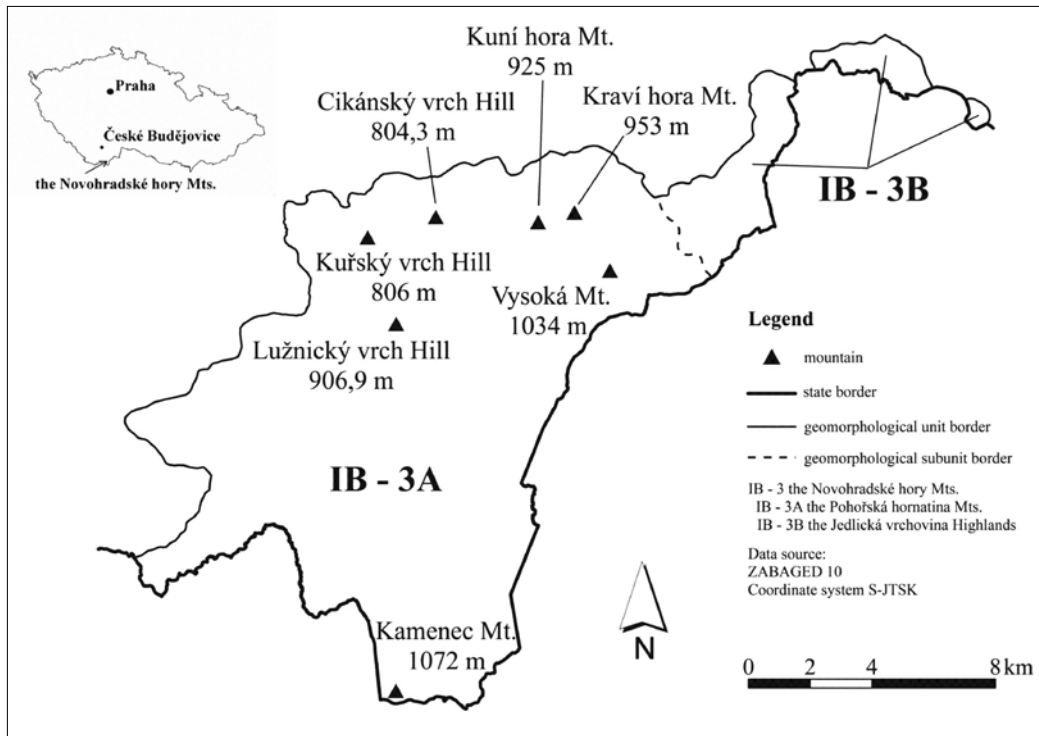 Praha
České Budějovice
the Novohradské hory Mts.
Kuní hora Mt.
925 m
Cikánský vrch Hill
804,3 m
Kraví hora Mt.
953 m
IB - 3B
Kuřský vrch Hill
806 m
Vysoká Mt.
1034 m
Lužnický vrch Hill
906,9 m
IB - 3A
Kamenec Mt.
1072 m
Legend
mountain
state border
geomorphological unit border
geomorphological subunit border
IB - 3 the Novohradské hory Mts.
IB - 3A the Pohořská hornatina Mts.
IB - 3B the Jedlická vrchovina Highlands
Data source:
ZABAGED 10
Coordinate system S-JTSK
N
0 2 4 8 km